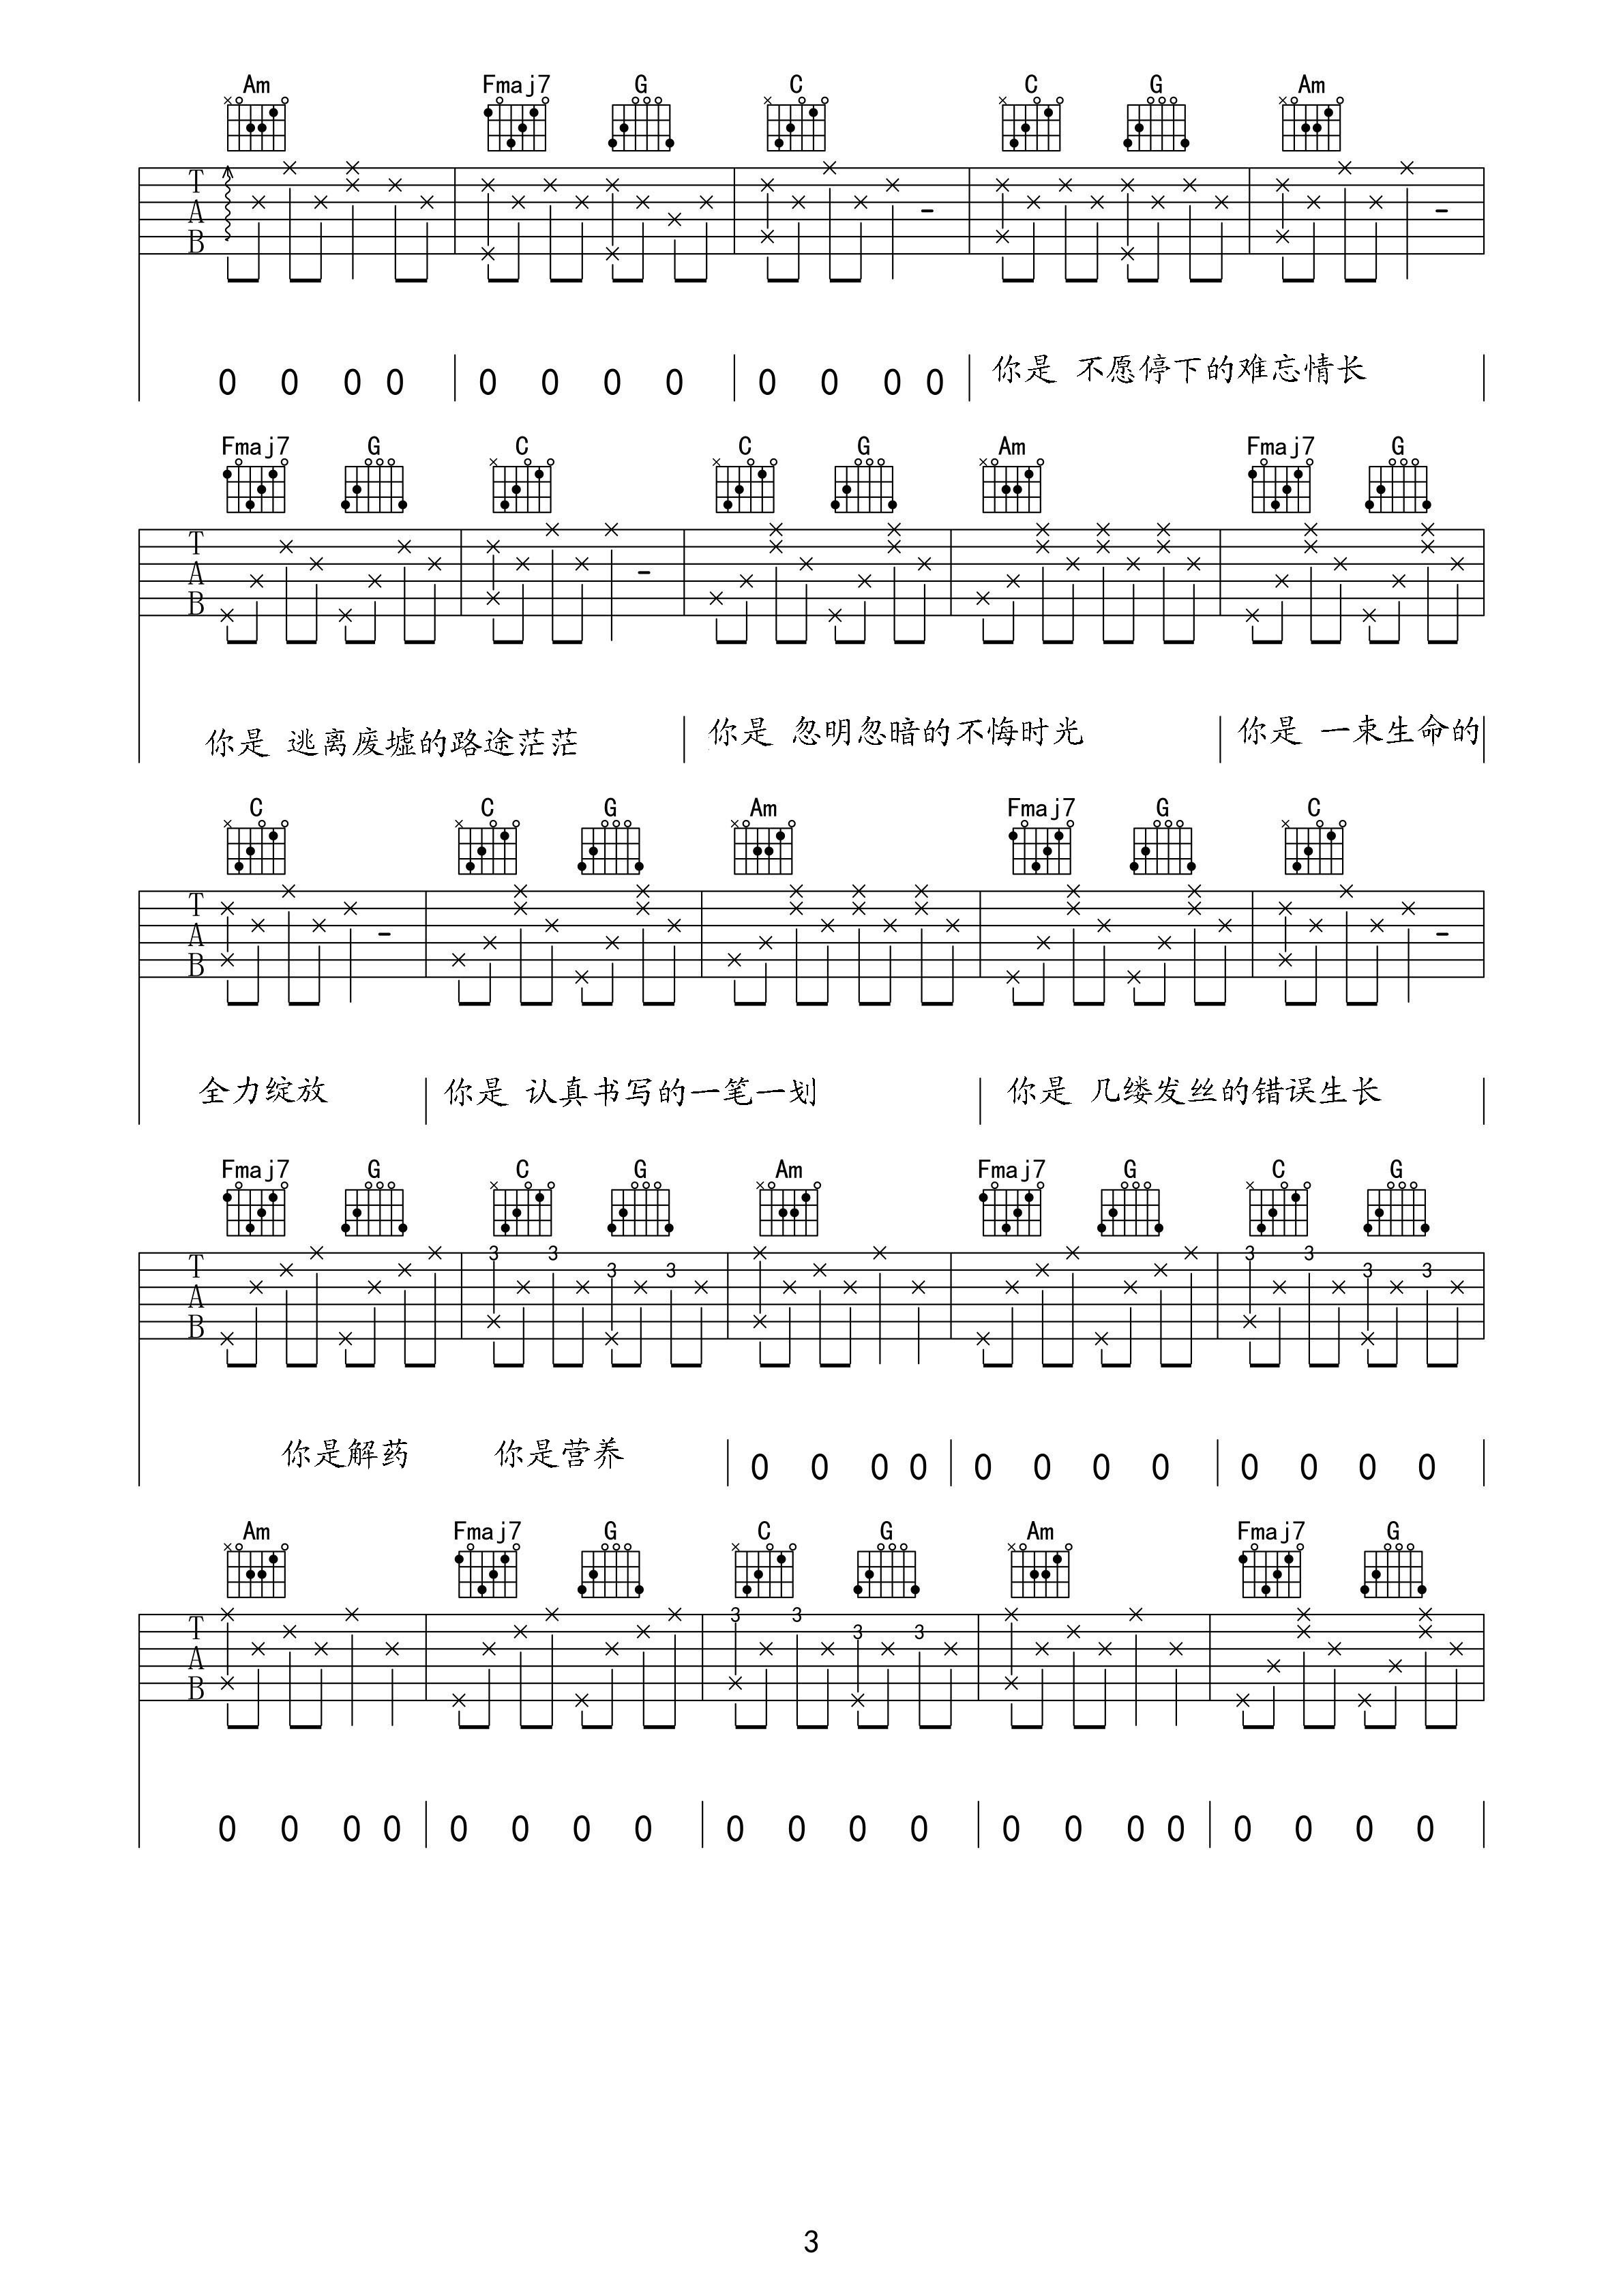 Am Fmaj7 G C C G Am
T
A
B
0 0 0 0 0 0 0 0 0 0 0 0 你是 不愿停下的难忘情长
Fmaj7 G C C G Am Fmaj7 G
T
A
B
你是 逃离废墟的路途茫茫 你是 忽明忽暗的不悔时光 你是 一束生命的
C C G Am Fmaj7 G C
T
A
B
全力绽放 你是 认真书写的一笔一划 你是 几缕发丝的错误生长
Fmaj7 G C G Am Fmaj7 G C G
3 3 3 3
T 3 3 3 3
A
B
你是解药 你是营养 0 0 0 0 0 0 0 0 0 0 0 0
Am Fmaj7 G C G Am Fmaj7 G
3 3
T 3 3
A
B
0 0 0 0 0 0 0 0 0 0 0 0 0 0 0 0 0 0 0 0
3